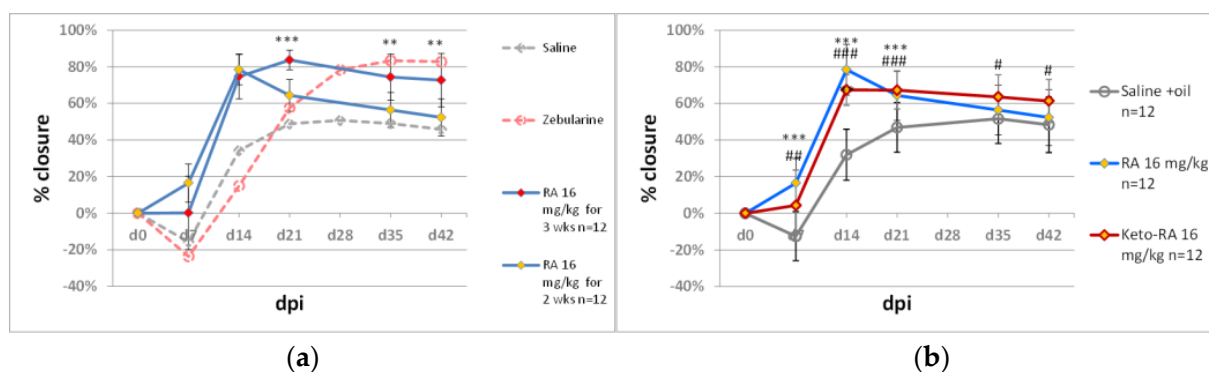 100%
80%
60%
40%
20%
0%
-20%
-40%
% closure
*** ** **
d0 d7 d14 d21 d28 d35 d42
dpi
Saline
Zebularine
RA 16
mg/kg for
3 wks n=12
RA 16
mg/kg for
2 wks n=12
(a)
100%
80%
60%
40%
20%
0%
-20%
-40%
% closure
*** *** ***
## ### ### # #
d0 d14 d21 d28 d35 d42
dpi
Saline +oil
n=12
RA 16 mg/kg
n=12
Keto-RA 16
mg/kg n=12
(b)